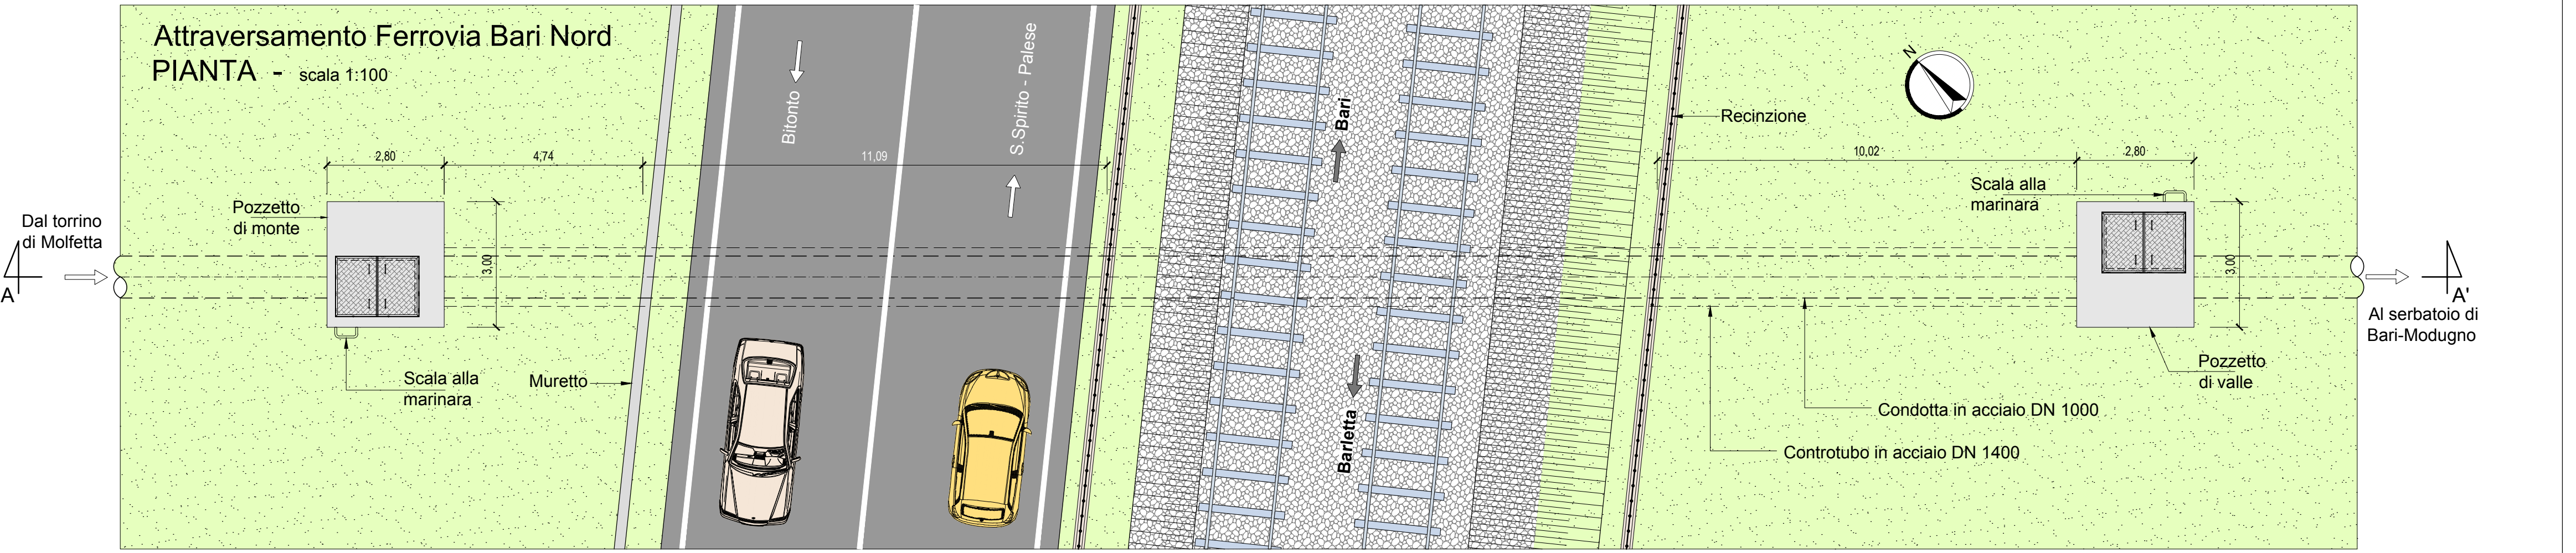 Attraversamento Ferrovia Bari Nord
PIANTA - scala 1:100
N
Bitonto
S.Spirito - Palese
Bari
Barletta
Recinzione
2,80
4,74
11,09
10,02
2,80
Pozzetto
di monte
3,00
Scala alla
marinara
3,00
Dal torrino
di Molfetta
A
A'
Al serbatoio di
Bari-Modugno
Scala alla
marinara
Muretto
Pozzetto
di valle
Condotta in acciaio DN 1000
Controtubo in acciaio DN 1400